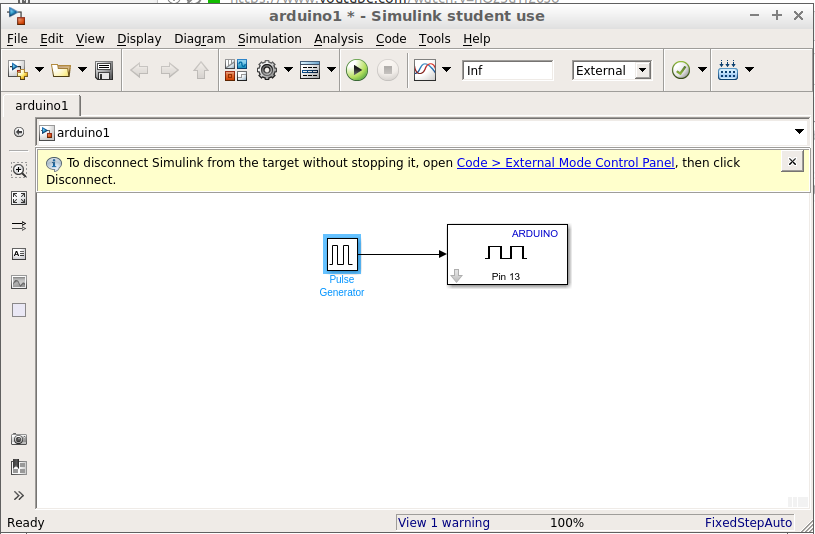 arduino1 * - Simulink student use
File Edit View Display Diagram Simulation Analysis Code Tools Help
Inf External
arduino1
arduino1
To disconnect Simulink from the target without stopping it, open Code > External Mode Control Panel, then click
Disconnect.
ARDUINO
Pin 13
Pulse
Generator
Ready View 1 warning 100% FixedStepAuto